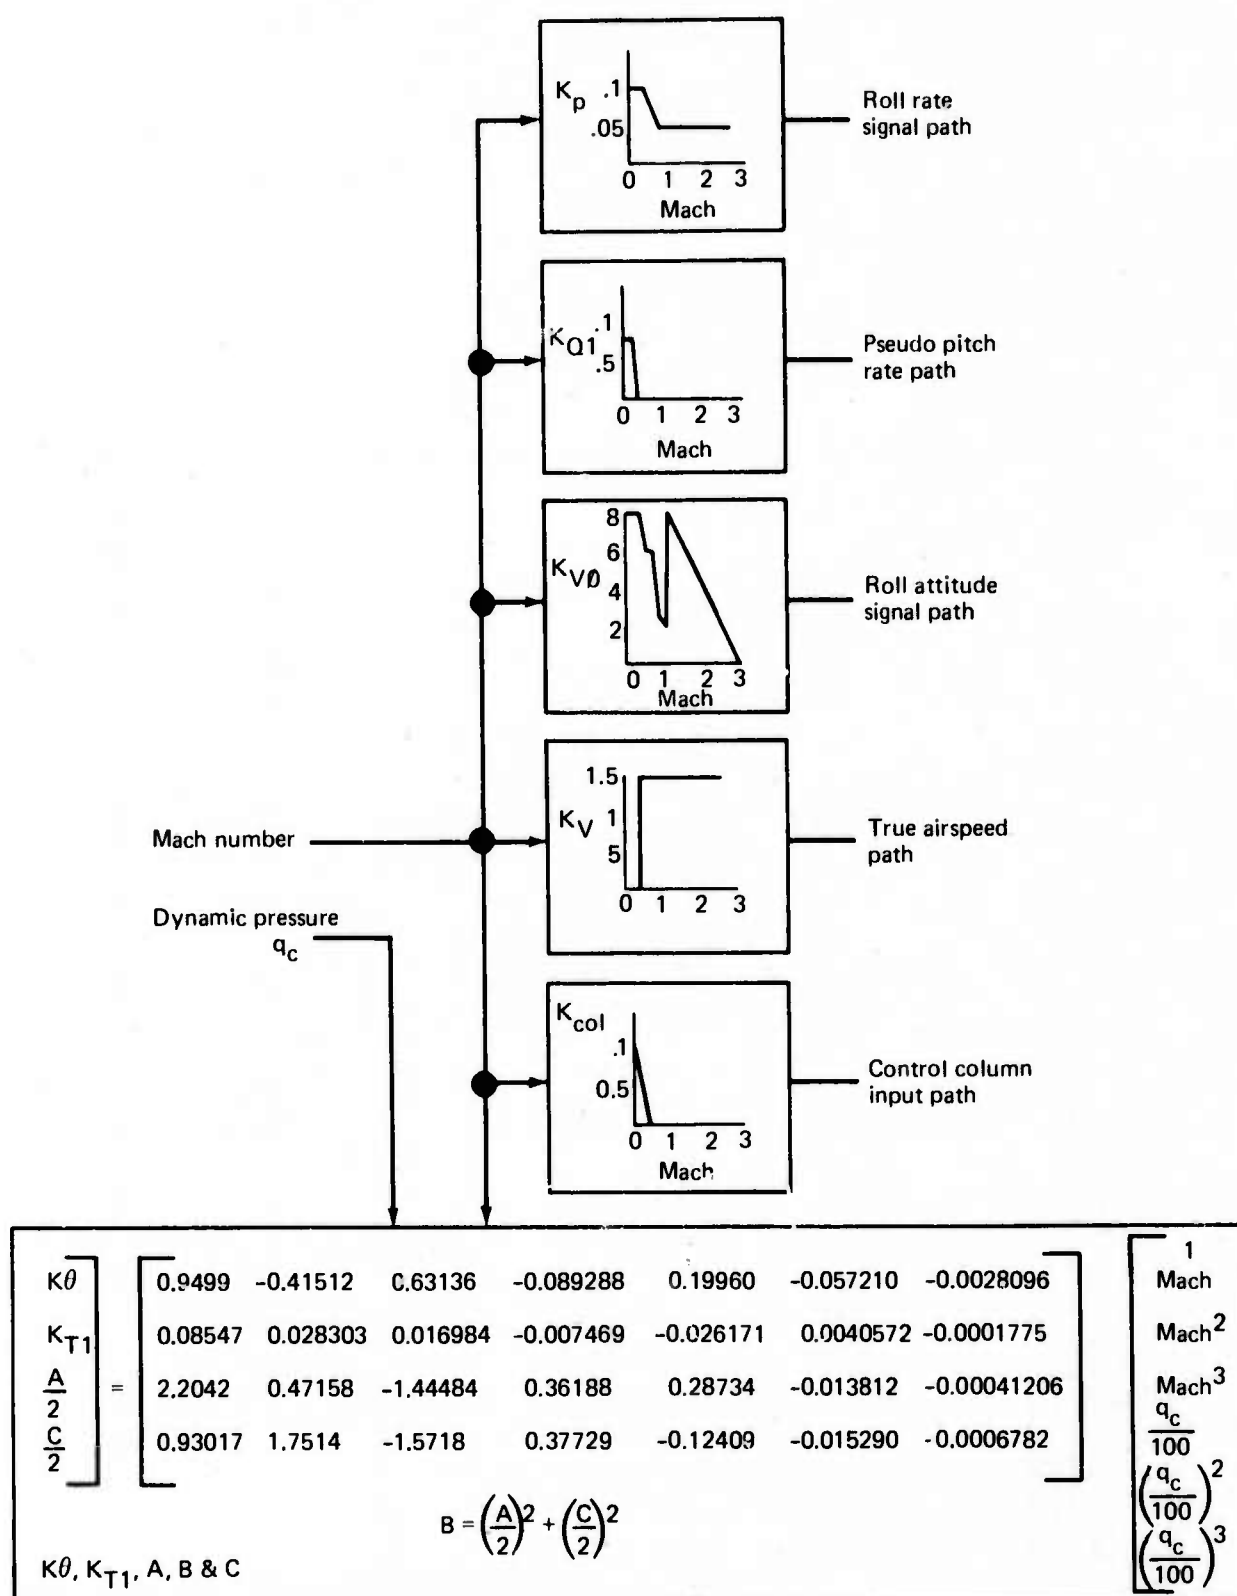 K_p .1
.05
0 1 2 3
Mach
Roll rate
signal path
K_Q1 .1
.5
0 1 2 3
Mach
Pseudo pitch
rate path
8
6
K_VØ
4
2
0 1 2 3
Mach
Roll attitude
signal path
1.5
K_V 1
5
0 1 2 3
True airspeed
path
Mach number
Dynamic pressure
q_c
K_col
.1
0.5
0 1 2 3
Mach
Control column
input path
Kθ 0.9499 -0.41512 0.63136 -0.089288 0.19960 -0.057210 -0.0028096
K_T1 0.08547 0.028303 0.016984 -0.007469 -0.026171 0.0040572 -0.0001775
A/2 = 2.2042 0.47158 -1.44484 0.36188 0.28734 -0.013812 -0.00041206
C/2 0.93017 1.7514 -1.5718 0.37729 -0.12409 -0.015290 -0.0006782
1
Mach
Mach²
Mach³
q_c/100
(q_c/100)²
(q_c/100)³
B = (A/2)² + (C/2)²
Kθ, K_T1, A, B & C